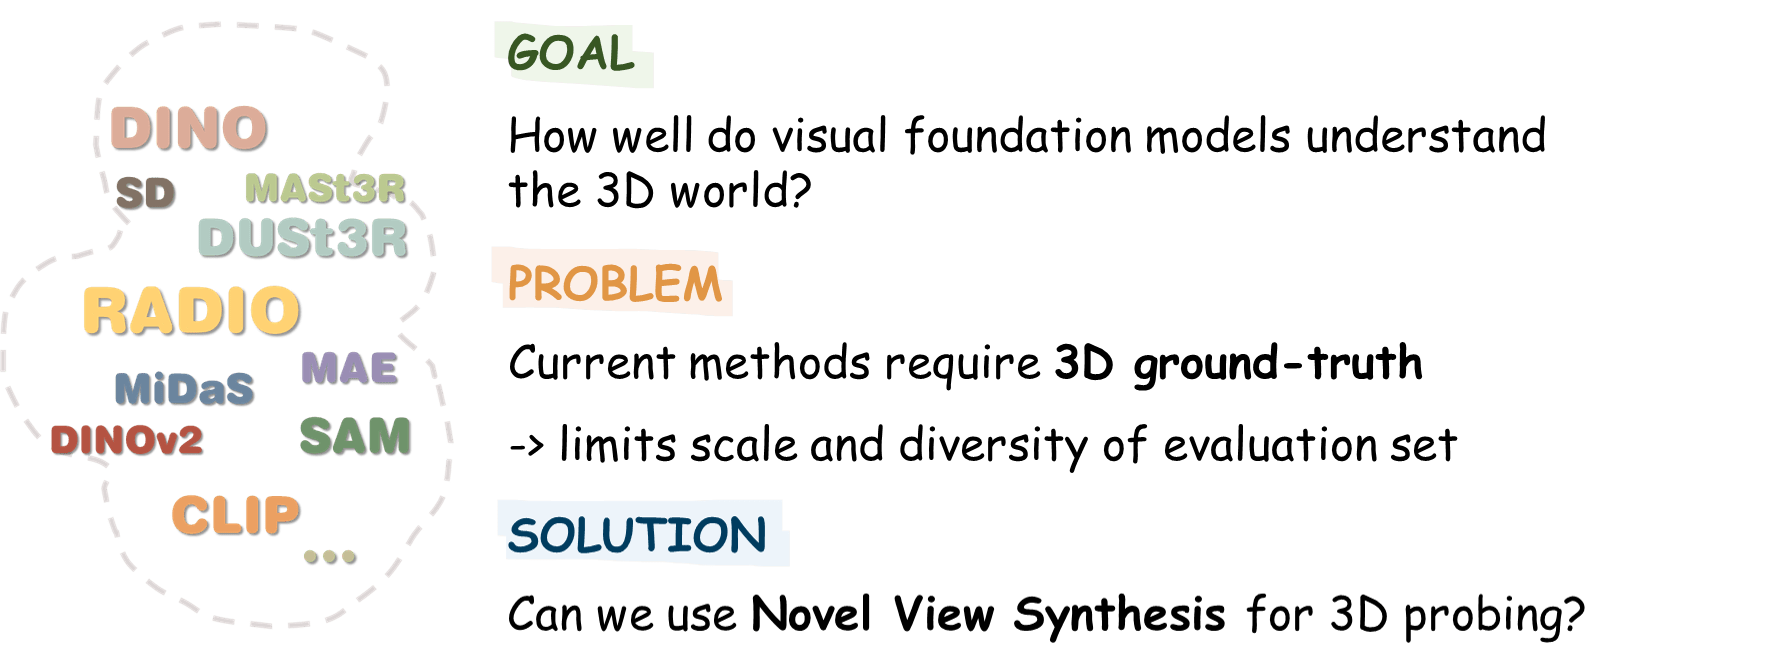 DINO
SD
MASt3R
DUSt3R
RADIO
MAE
MiDaS
DINOv2
SAM
CLIP
...
GOAL
How well do visual foundation models understand
the 3D world?
PROBLEM
Current methods require 3D ground-truth
-> limits scale and diversity of evaluation set
SOLUTION
Can we use Novel View Synthesis for 3D probing?